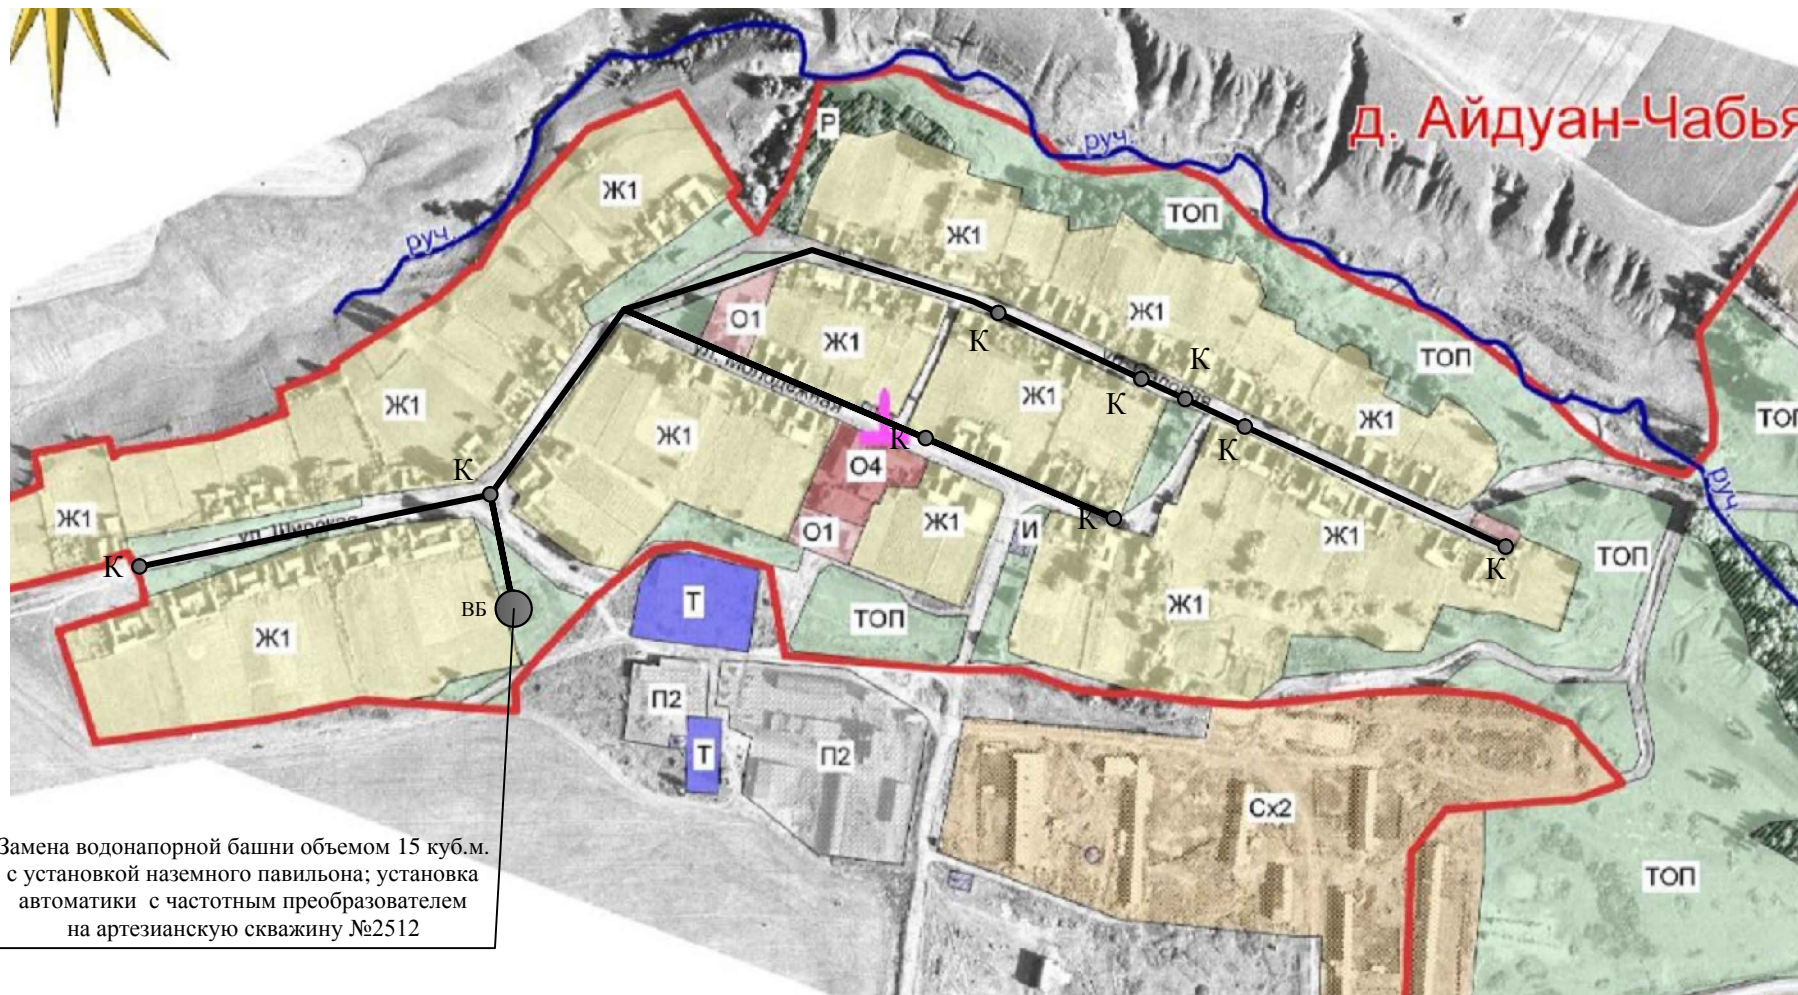 д. Айдуан-Чабья
Р
руч.
Ж1
ТОП
руч.
Ж1
Ж1
О1
Ж1
К
К
ТОП
ул. Молодежная
Ж1
К
Ж1
Ж1
ТОП
Ж1
К
К
К
О4
руч.
Ж1
ул. Широкая
Ж1
К
И
О1
Ж1
ТОП
К
К
Т
ВБ
Ж1
ТОП
Ж1
П2
Т
П2
Сх2
ТОП
Замена водонапорной башни объемом 15 куб.м.
с установкой наземного павильона; установка
автоматики с частотным преобразователем
на артезианскую скважину №2512